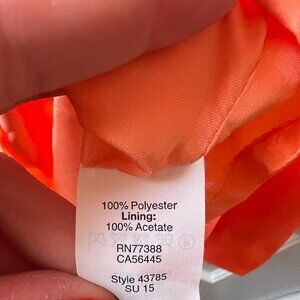 100% Polyester
Lining:
100% Acetate
RN77388
CA56445
Style 43785
SU 15